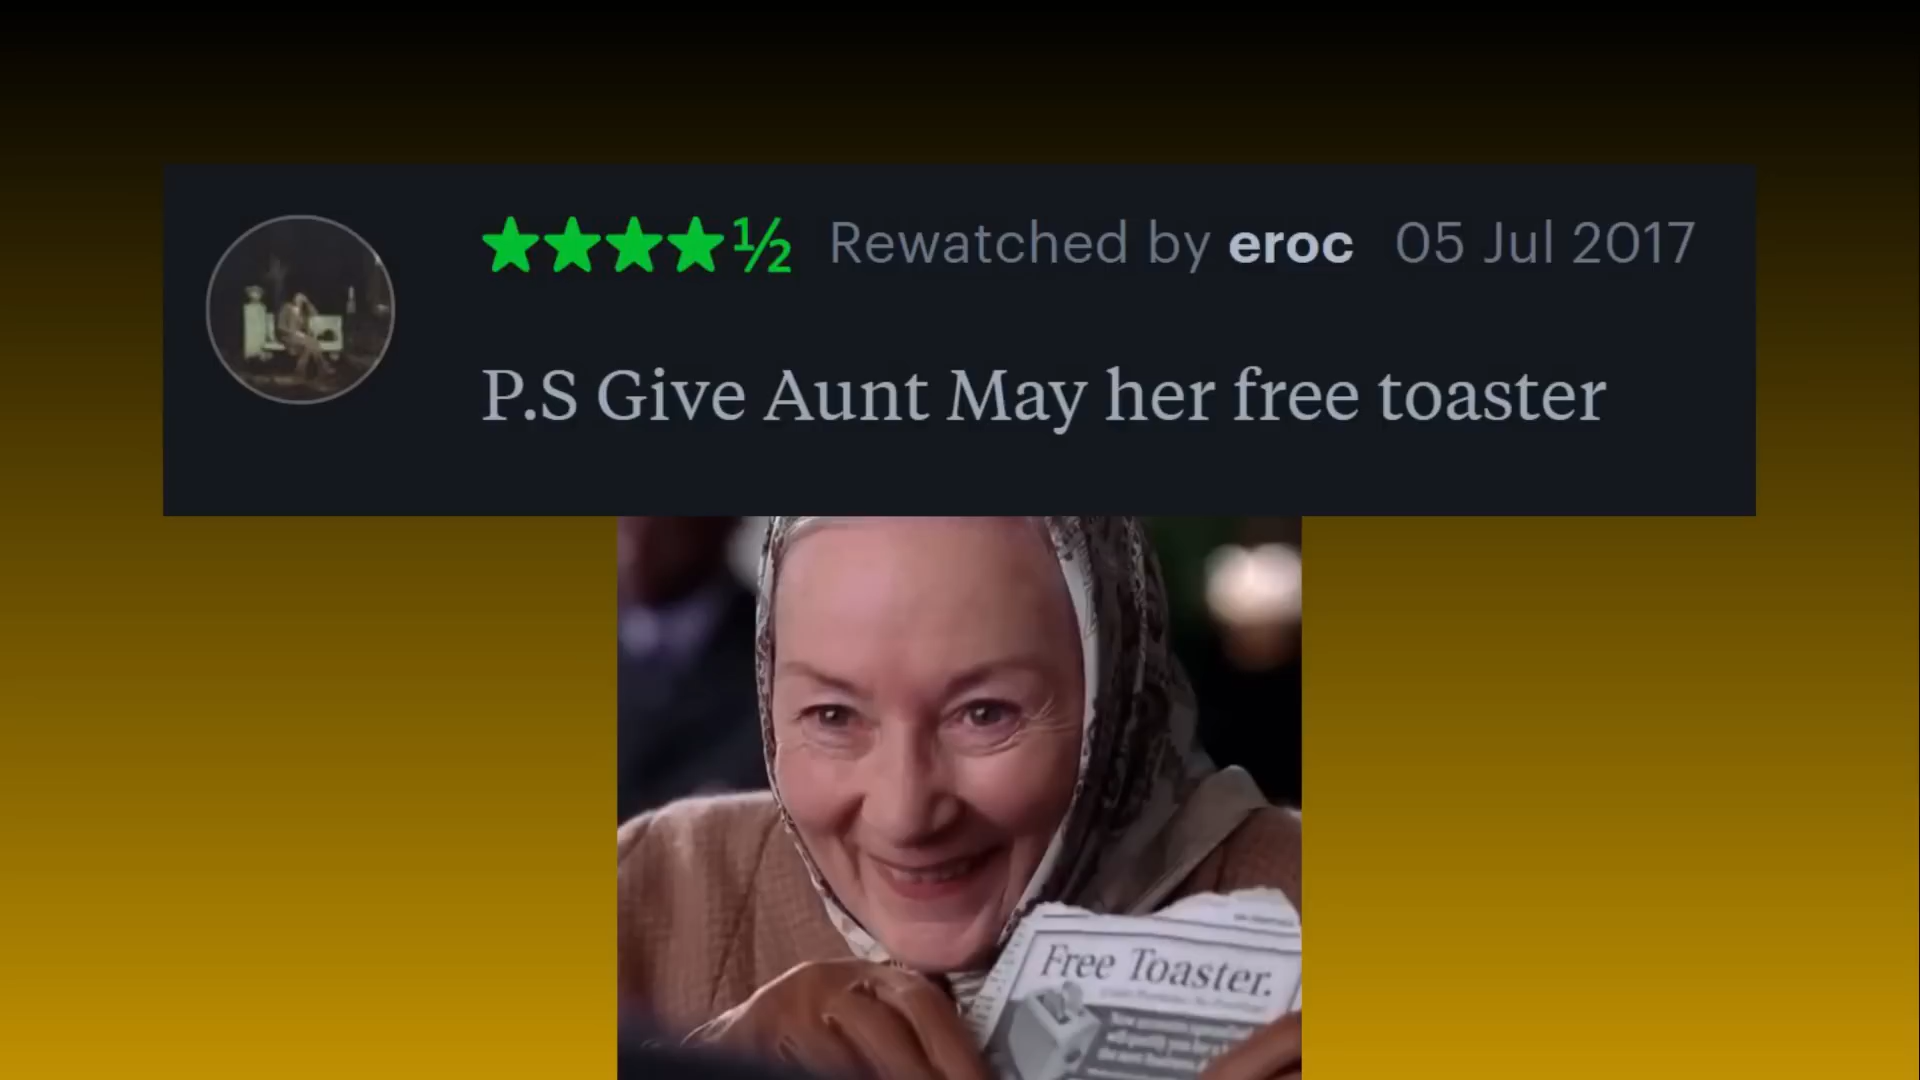 ★★★★½ Rewatched by eroc 05 Jul 2017
P.S Give Aunt May her free toaster
Free Toaster.